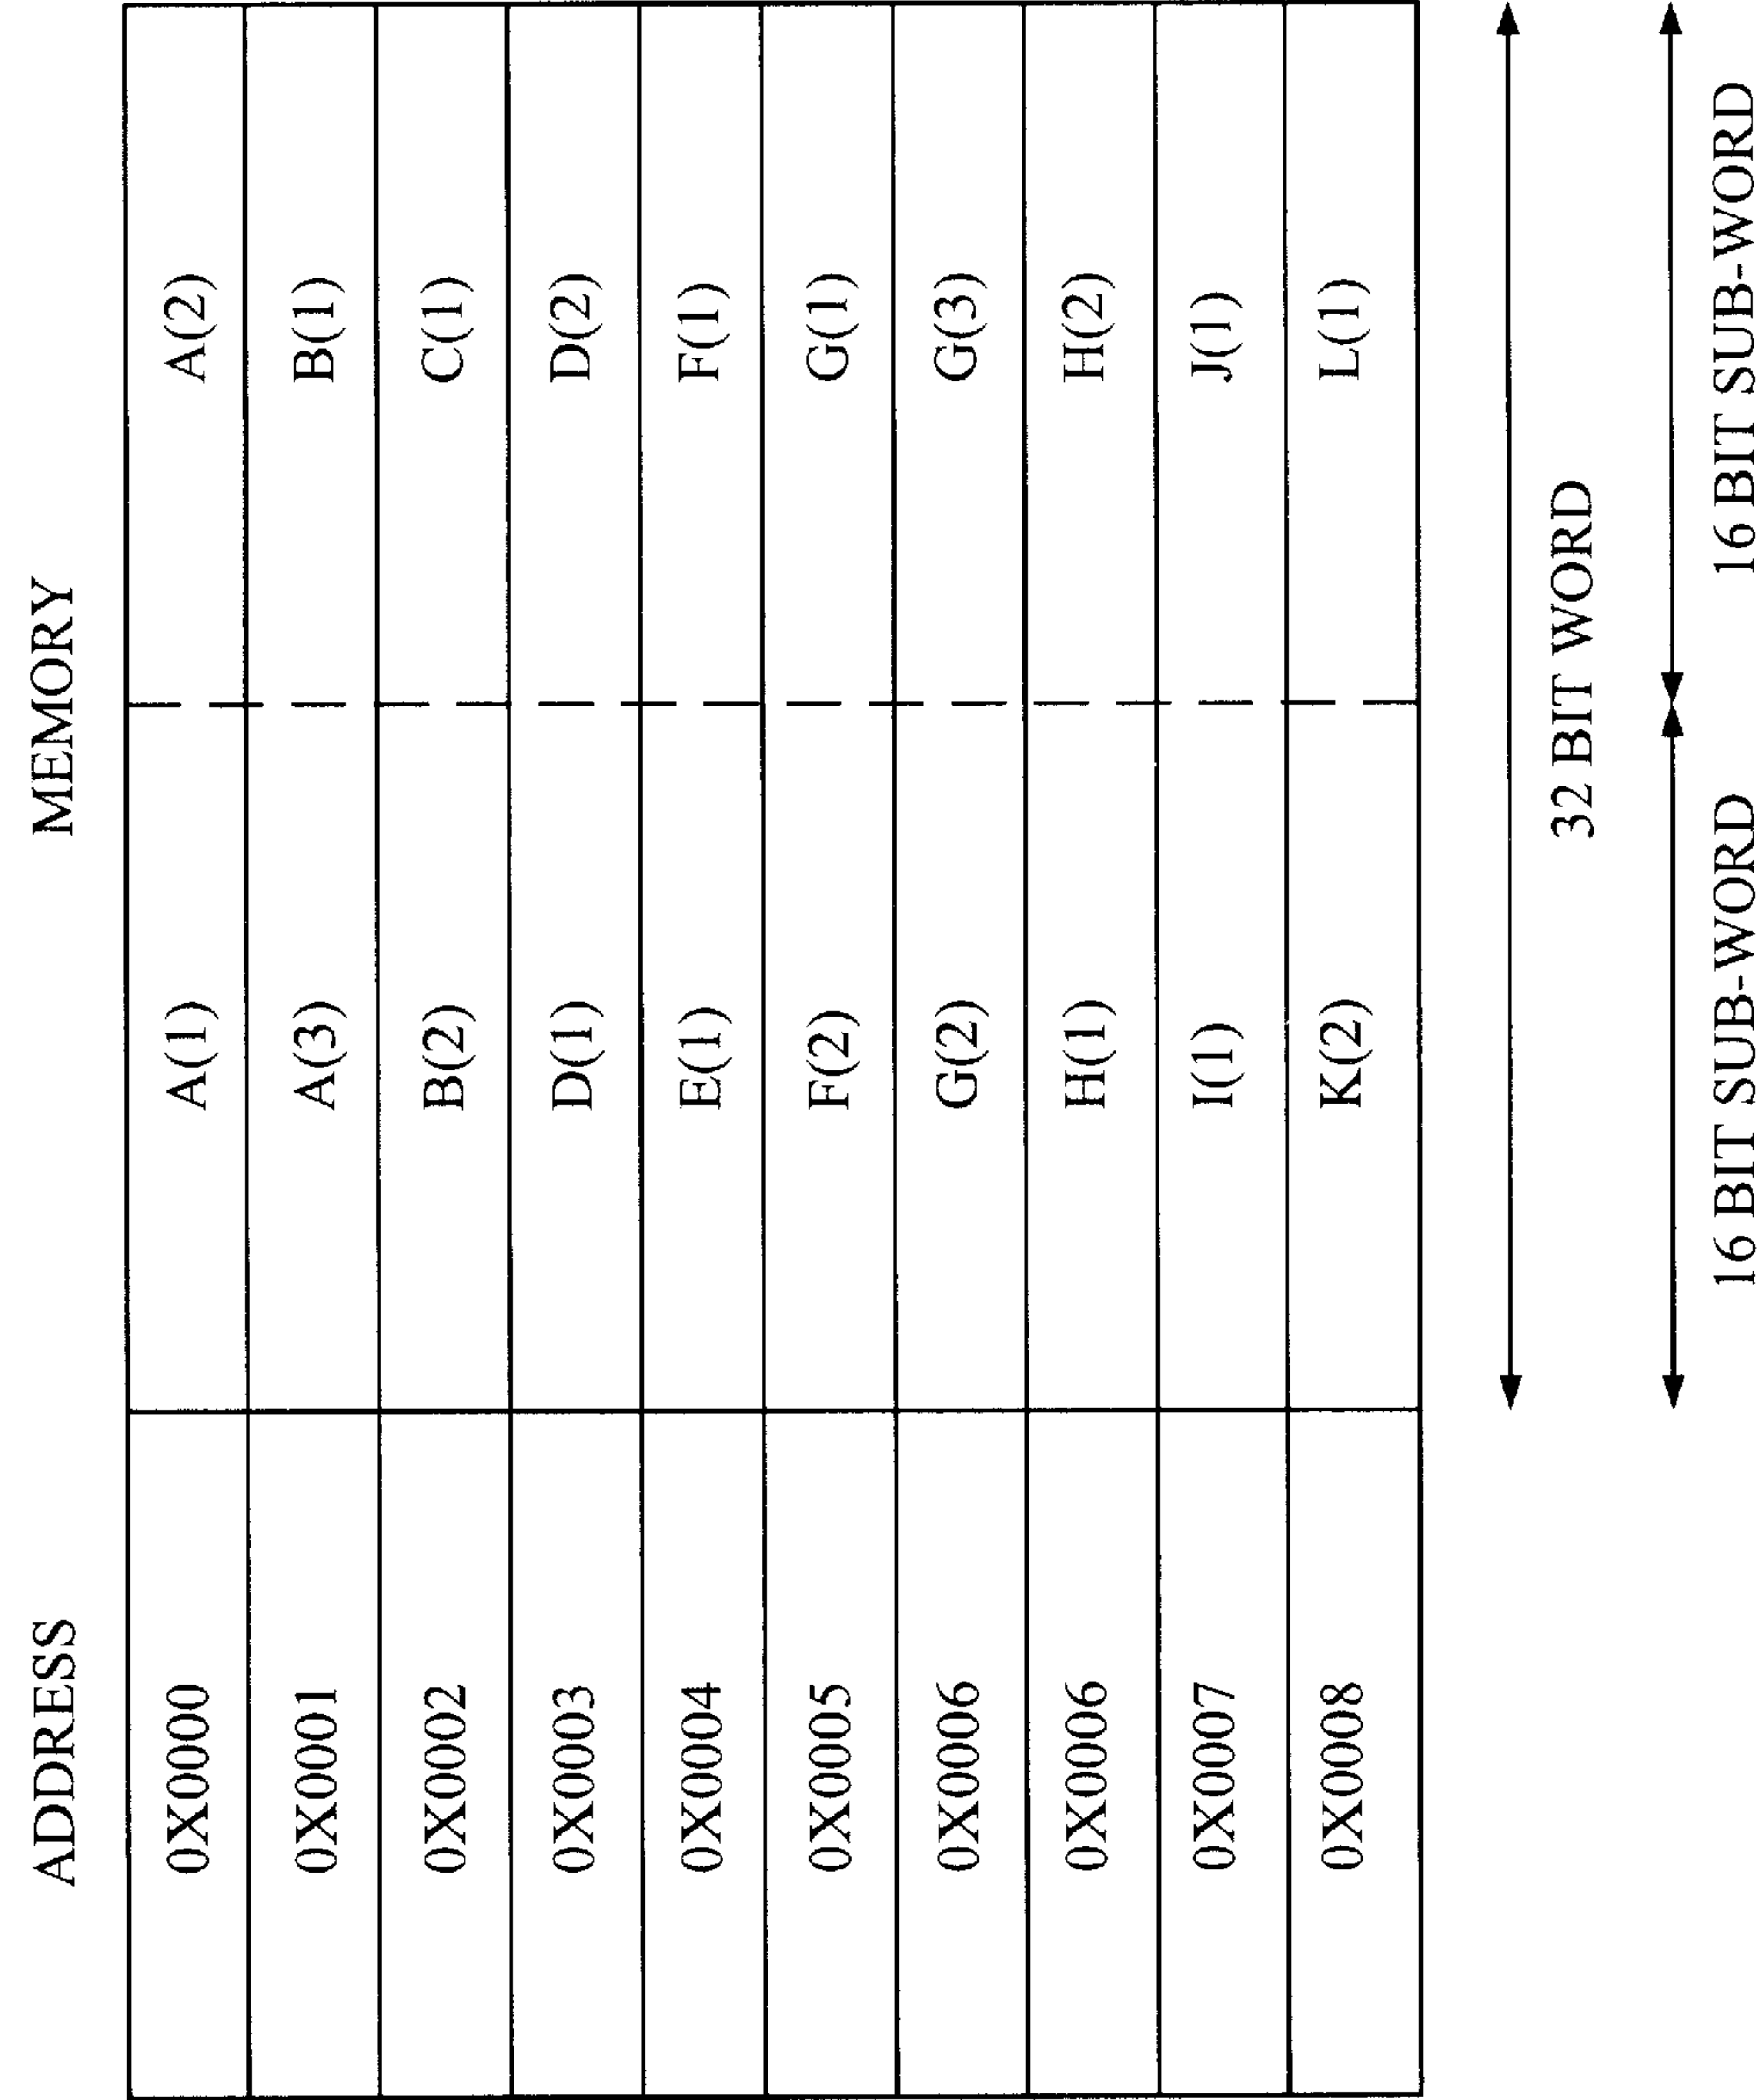 ADDRESS MEMORY
0X0000 A(1) A(2)
0X0001 A(3) B(1)
0X0002 B(2) C(1)
0X0003 D(1) D(2)
0X0004 E(1) F(1)
0X0005 F(2) G(1)
0X0006 G(2) G(3)
0X0006 H(1) H(2)
0X0007 I(1) J(1)
0X0008 K(2) L(1)
32 BIT WORD
16 BIT SUB-WORD 16 BIT SUB-WORD